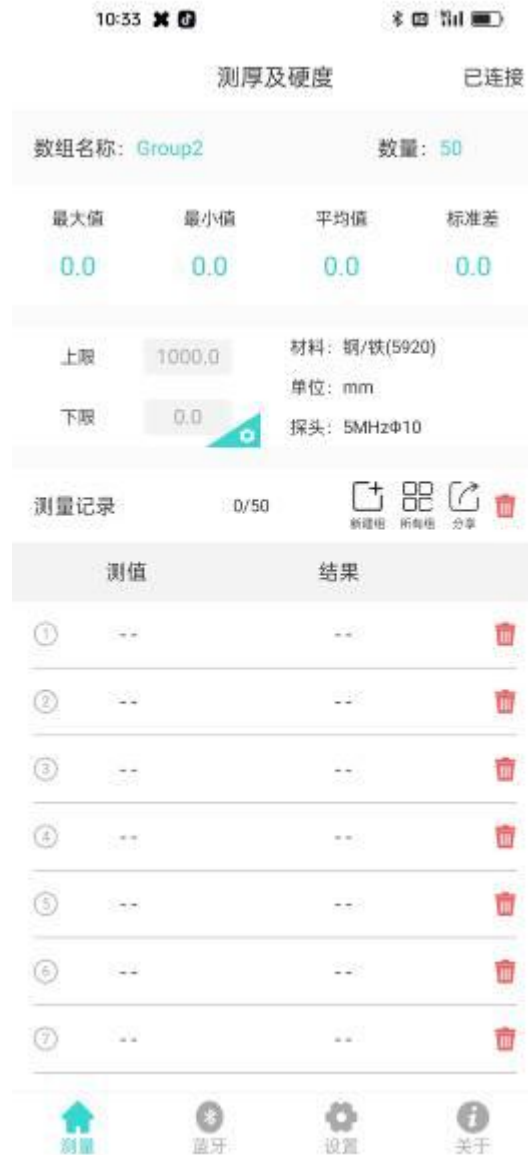 10:33
测厚及硬度 已连接
数组名称：Group2 数量：50
最大值 最小值 平均值 标准差
0.0 0.0 0.0 0.0
上限 1000.0
下限 0.0
材料：钢/铁(5920)
单位：mm
探头：5MHzΦ10
测量记录 0/50
新建组 所有组 分享
测值 结果
① -- --
② -- --
③ -- --
④ -- --
⑤ -- --
⑥ -- --
⑦ -- --
测量 蓝牙 设置 关于